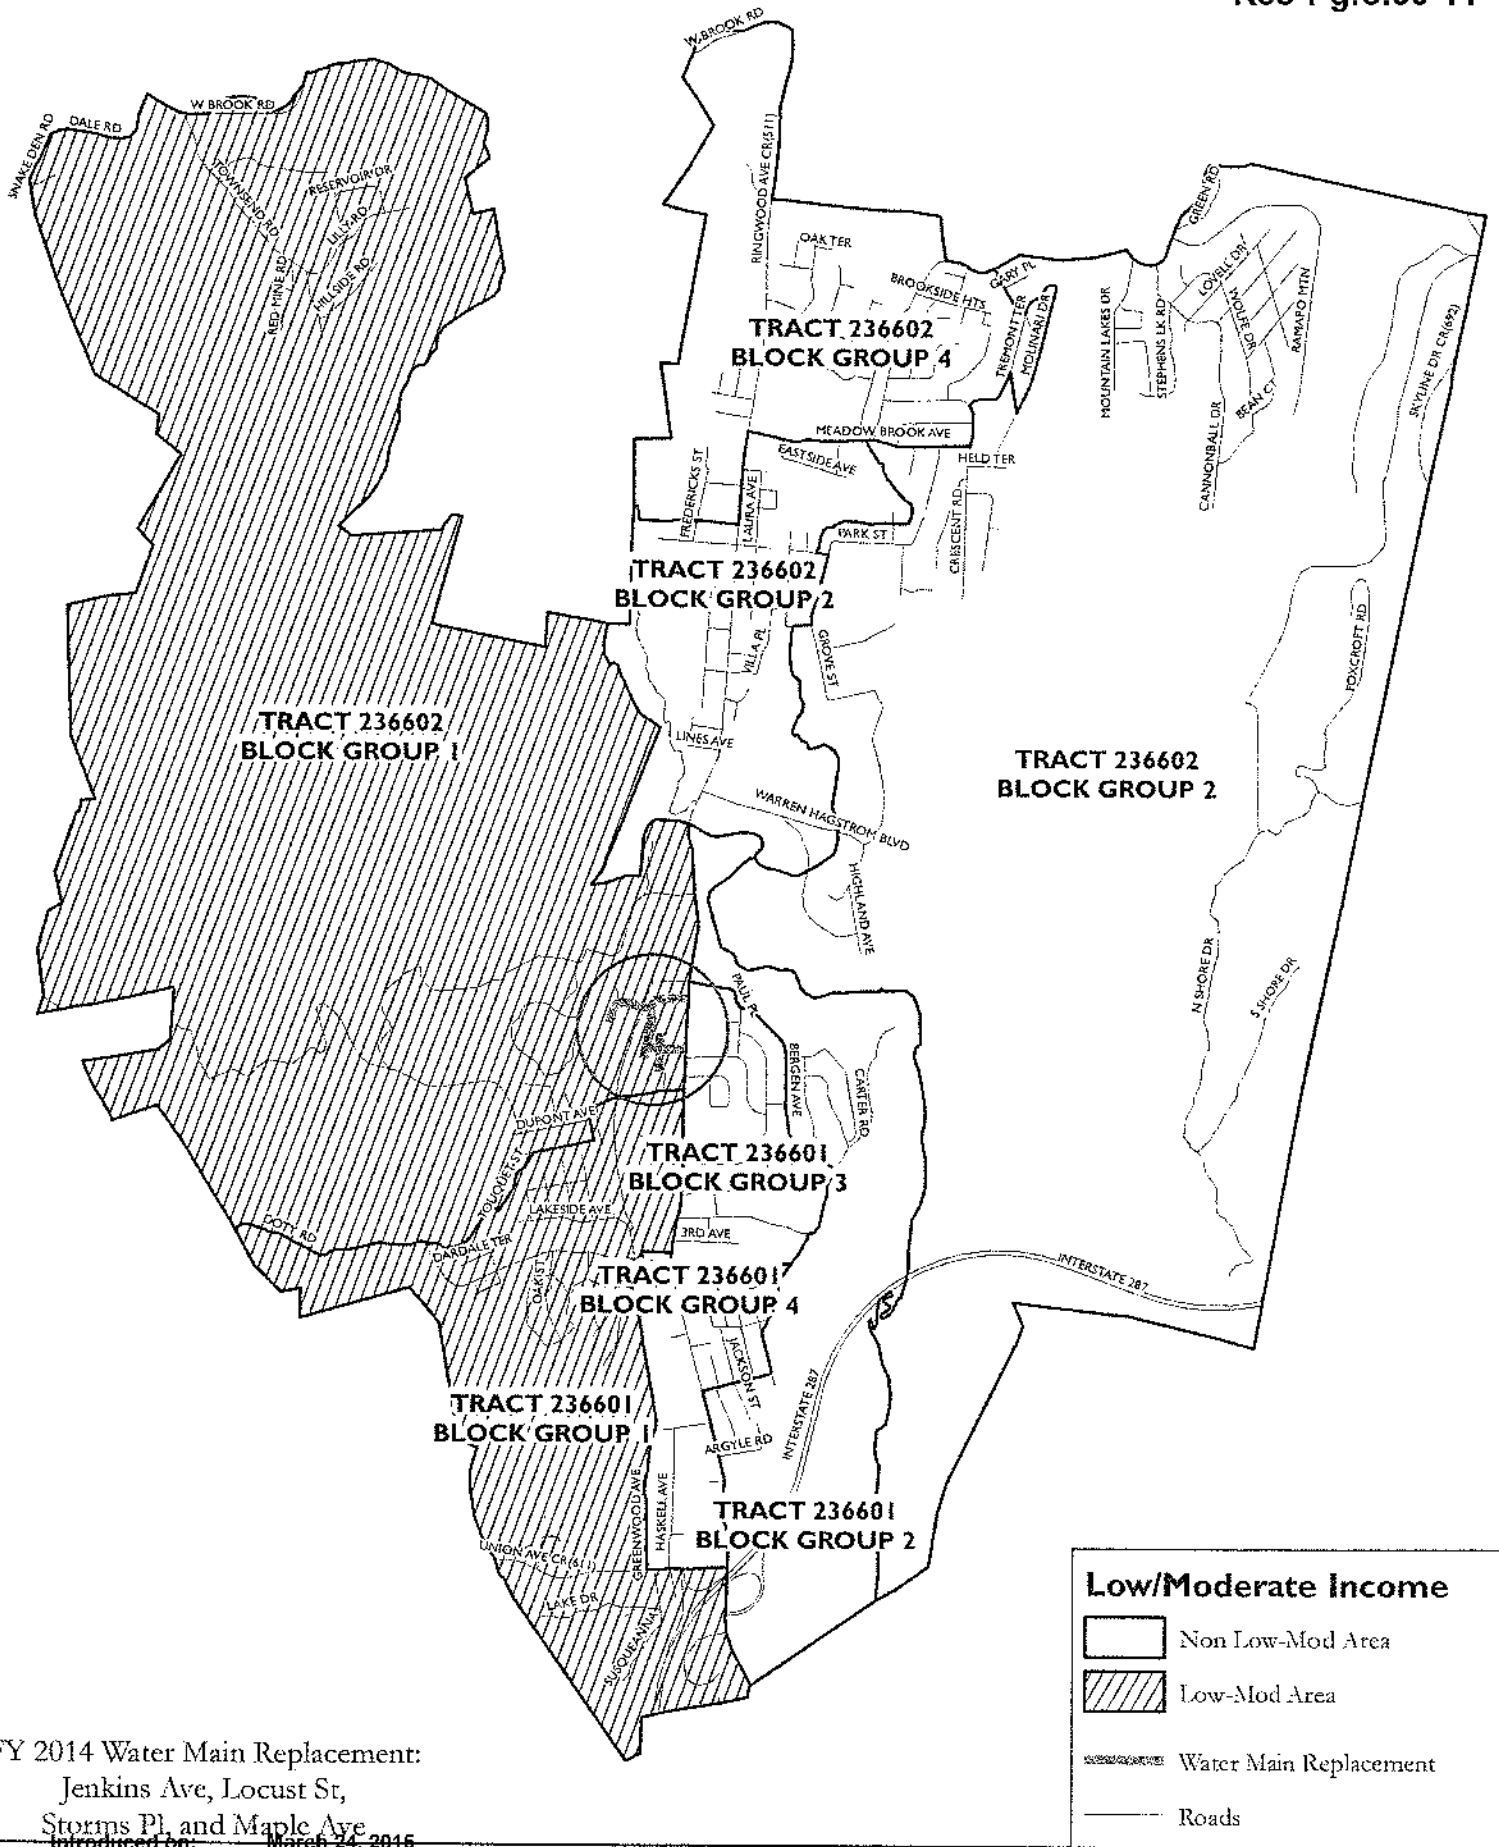 W BROOK RD
SNAKE DEN RD
DALE RD
W BROOK RD
TOWNSEND RD
RESERVOIR DR
LILLY RD
RED MINE RD
HILLSIDE RD
RINGWOOD AVE CR(511)
OAK TER
BROOKSIDE HTS
GARY PL
GREEN RD
TREMONT TER
MOLINARI DR
MOUNTAIN LAKES DR
STEPHENS LK RD
LOVELL DR
WOLFE DR
RAMAPO MTN
BEAN CT
CANNONBALL DR
SKYLINE DR CR(692)
TRACT 236602
BLOCK GROUP 4
MEADOW BROOK AVE
EAST SIDE AVE
HELD TER
FREDERICKS ST
LAURA AVE
PARK ST
CRESCENT RD
TRACT 236602
BLOCK GROUP 2
VILLA PL
GROVE ST
FOXCROFT RD
LINES AVE
TRACT 236602
BLOCK GROUP 1
TRACT 236602
BLOCK GROUP 2
WARREN HAGSTROM BLVD
HIGHLAND AVE
N SHORE DR
S SHORE DR
PAUL PL
BERGEN AVE
CARTER RD
DUPONT AVE
TOUQUET ST
TRACT 236601
BLOCK GROUP 3
LAKESIDE AVE
3RD AVE
DOTY RD
DARDALE TER
OAK ST
TRACT 236601
BLOCK GROUP 4
INTERSTATE 287
JACKSON ST
INTERSTATE 287
TRACT 236601
BLOCK GROUP 1
ARGYLE RD
GREENWOOD AVE
HASKELL AVE
TRACT 236601
BLOCK GROUP 2
UNION AVE CR(511)
LAKE DR
SUSQUEANNA
Low/Moderate Income
Non Low-Mod Area
Low-Mod Area
Water Main Replacement
Roads
FY 2014 Water Main Replacement:
Jenkins Ave, Locust St,
Storms Pl, and Maple Ave
Introduced on: March 24, 2015